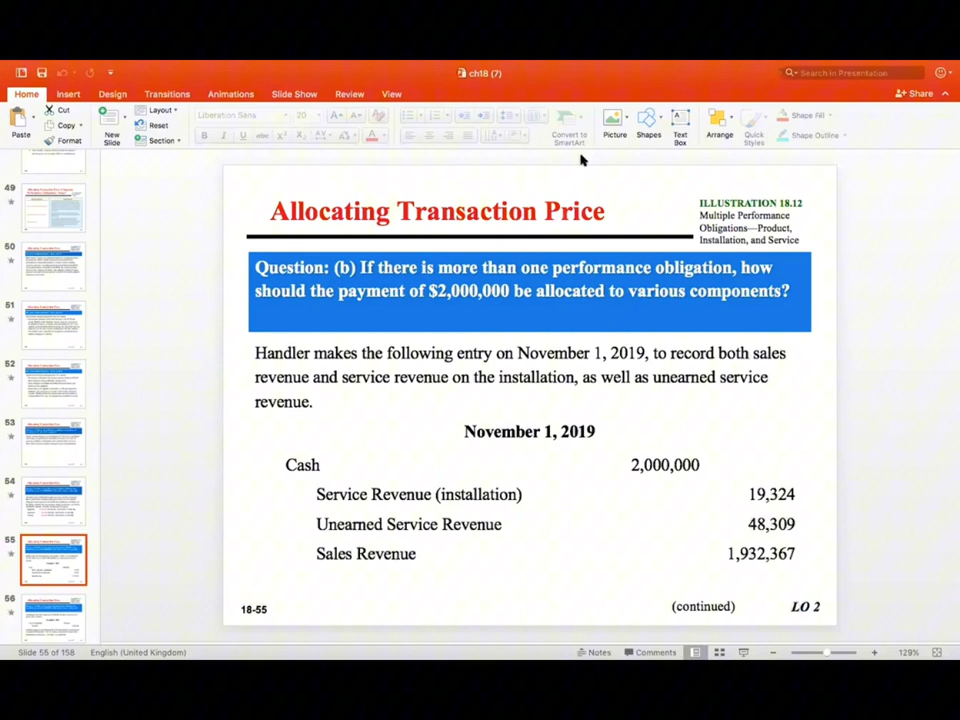 ch18 (7)
Search in Presentation
Home Insert Design Transitions Animations Slide Show Review View
Share
Paste
Cut
Copy
Format
New Slide
Layout
Reset
Section
Liberation Sans 20
Convert to SmartArt
Picture
Shapes
Text Box
Arrange
Quick Styles
Shape Fill
Shape Outline
49
50
51
52
53
54
55
56
Allocating Transaction Price
ILLUSTRATION 18.12
Multiple Performance
Obligations—Product,
Installation, and Service
Question: (b) If there is more than one performance obligation, how
should the payment of $2,000,000 be allocated to various components?
Handler makes the following entry on November 1, 2019, to record both sales
revenue and service revenue on the installation, as well as unearned service
revenue.
November 1, 2019
Cash 2,000,000
Service Revenue (installation) 19,324
Unearned Service Revenue 48,309
Sales Revenue 1,932,367
18-55
(continued)
LO 2
Slide 55 of 158
English (United Kingdom)
Notes
Comments
129%